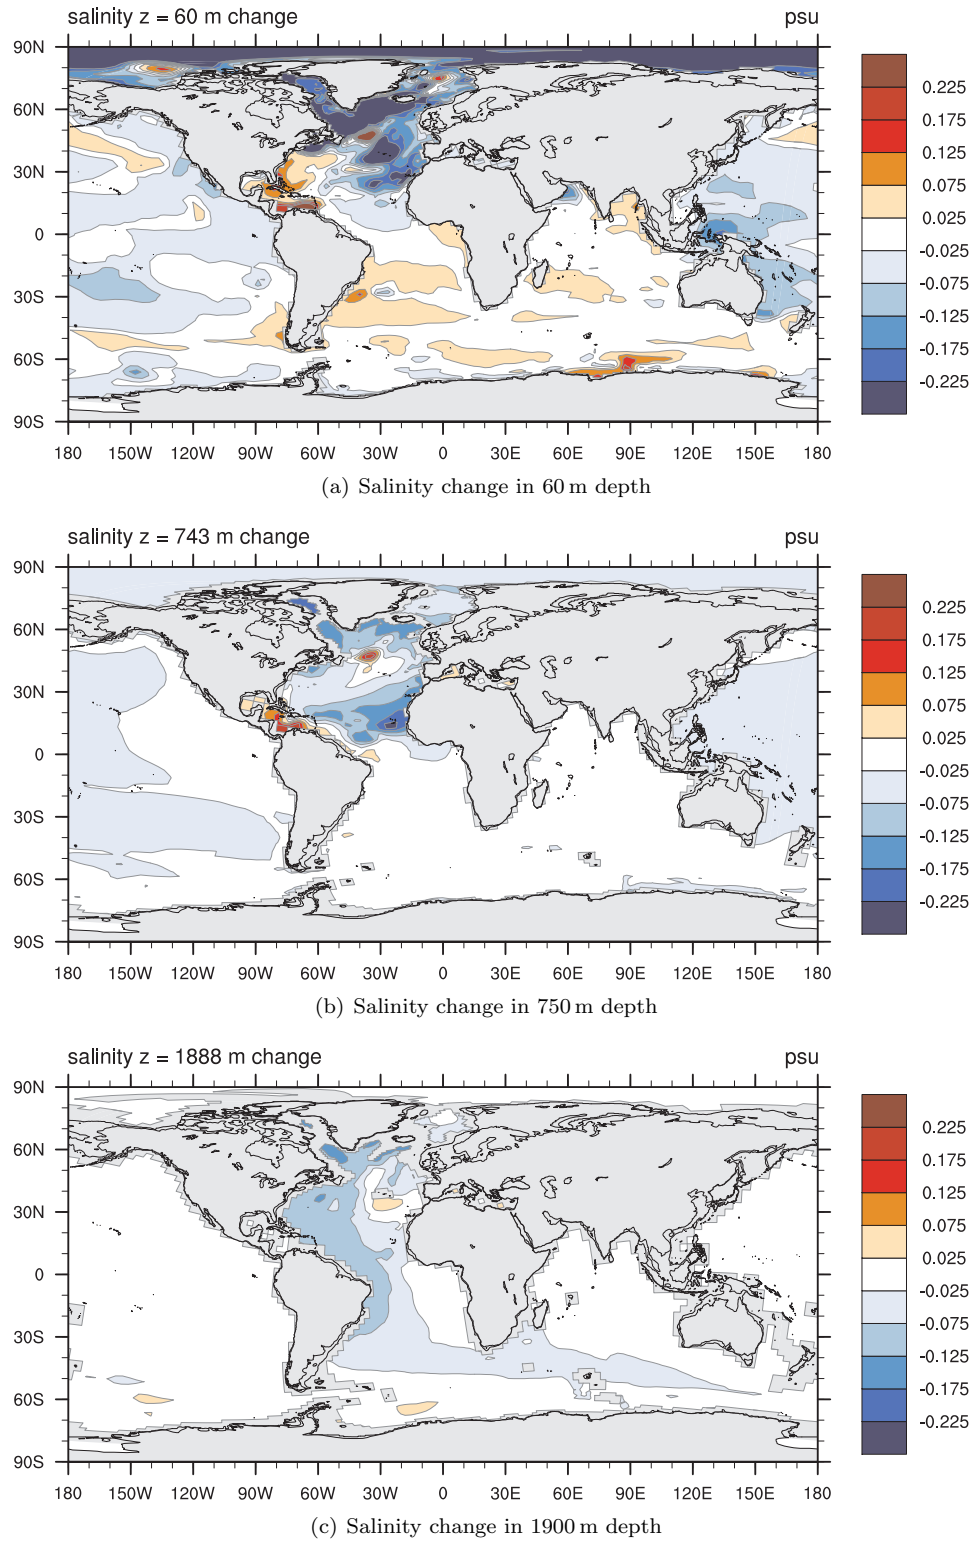 salinity z = 60 m change psu
90N
60N
30N
0
30S
60S
90S
180 150W 120W 90W 60W 30W 0 30E 60E 90E 120E 150E 180
0.225
0.175
0.125
0.075
0.025
-0.025
-0.075
-0.125
-0.175
-0.225
(a) Salinity change in 60 m depth
salinity z = 743 m change psu
90N
60N
30N
0
30S
60S
90S
180 150W 120W 90W 60W 30W 0 30E 60E 90E 120E 150E 180
0.225
0.175
0.125
0.075
0.025
-0.025
-0.075
-0.125
-0.175
-0.225
(b) Salinity change in 750 m depth
salinity z = 1888 m change psu
90N
60N
30N
0
30S
60S
90S
180 150W 120W 90W 60W 30W 0 30E 60E 90E 120E 150E 180
0.225
0.175
0.125
0.075
0.025
-0.025
-0.075
-0.125
-0.175
-0.225
(c) Salinity change in 1900 m depth